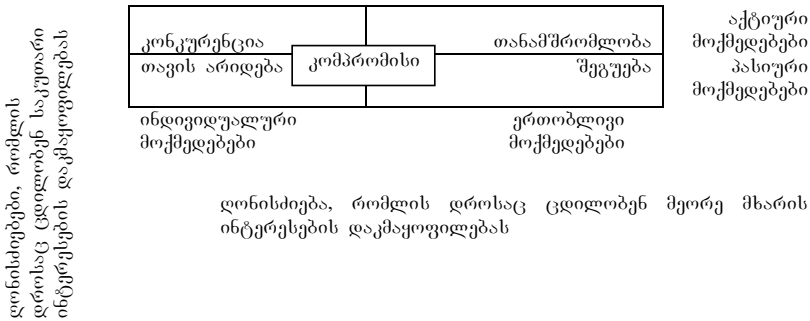 კონკურენცია
თანამშრომლობა
აქტიური
მოქმედებები
თავის არიდება
კომპრომისი
შეგუება
პასიური
მოქმედებები
ინდივიდუალური
მოქმედებები
ერთობლივი
მოქმედებები
ღონისძიებები, რომლის
დროსაც ცდილობენ საკუთარი
ინტერესების დაკმაყოფილებას
ღონისძიება, რომლის დროსაც ცდილობენ მეორე მხარის
ინტერესების დაკმაყოფილებას